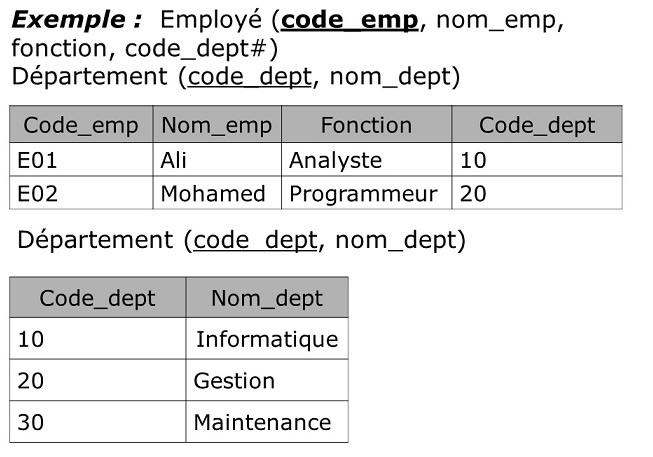 Exemple : Employé (code_emp, nom_emp,
fonction, code_dept#)
Département (code_dept, nom_dept)
Code_emp Nom_emp Fonction Code_dept
E01 Ali Analyste 10
E02 Mohamed Programmeur 20
Département (code_dept, nom_dept)
Code_dept Nom_dept
10 Informatique
20 Gestion
30 Maintenance